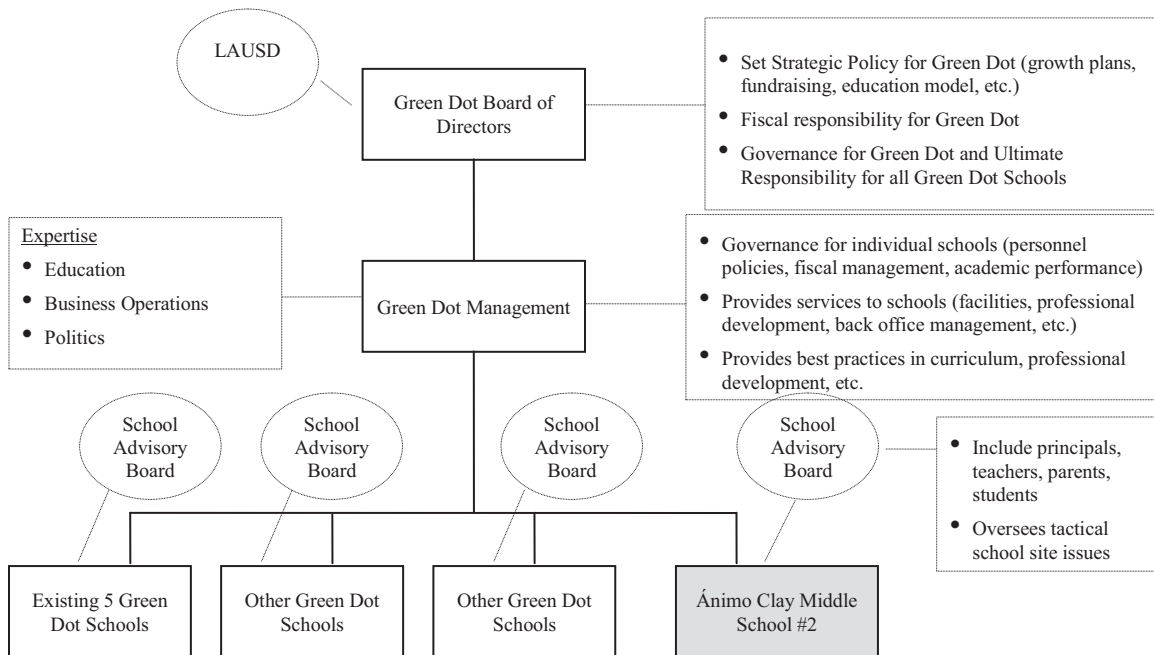 LAUSD
Green Dot Board of
Directors
• Set Strategic Policy for Green Dot (growth plans,
fundraising, education model, etc.)
• Fiscal responsibility for Green Dot
• Governance for Green Dot and Ultimate
Responsibility for all Green Dot Schools
Expertise
• Education
• Business Operations
• Politics
Green Dot Management
• Governance for individual schools (personnel
policies, fiscal management, academic performance)
• Provides services to schools (facilities, professional
development, back office management, etc.)
• Provides best practices in curriculum, professional
development, etc.
School
Advisory
Board
School
Advisory
Board
School
Advisory
Board
School
Advisory
Board
• Include principals,
teachers, parents,
students
• Oversees tactical
school site issues
Existing 5 Green
Dot Schools
Other Green Dot
Schools
Other Green Dot
Schools
Ánimo Clay Middle
School #2